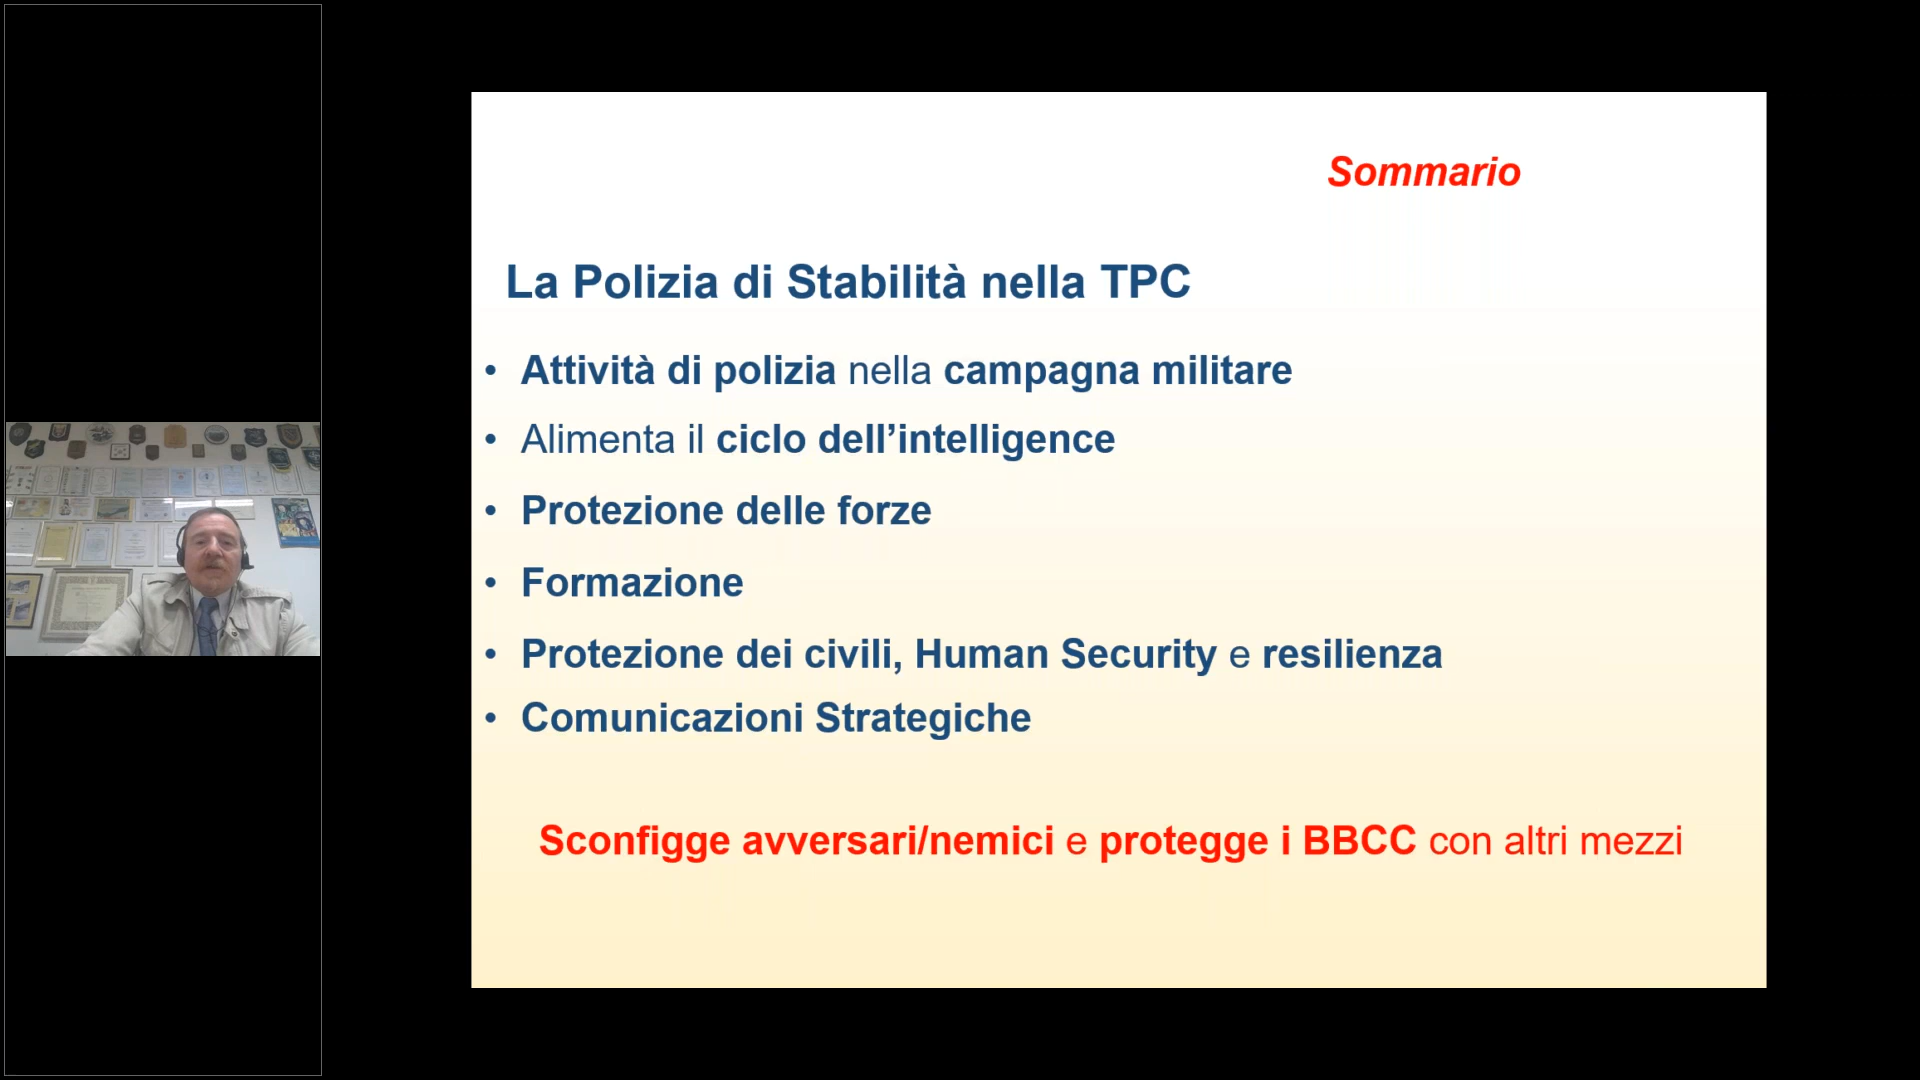 Sommario
La Polizia di Stabilità nella TPC
• Attività di polizia nella campagna militare
• Alimenta il ciclo dell’intelligence
• Protezione delle forze
• Formazione
• Protezione dei civili, Human Security e resilienza
• Comunicazioni Strategiche
Sconfigge avversari/nemici e protegge i BBCC con altri mezzi